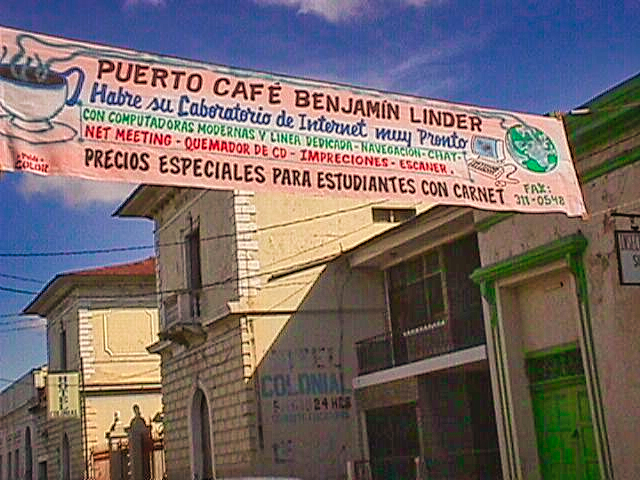 PUERTO CAFÉ BENJAMÍN LINDER
Habre su Laboratorio de Internet muy Pronto
CON COMPUTADORAS MODERNAS Y LINEA DEDICADA - NAVEGACION - CHAT -
NET MEETING - QUEMADOR DE CD - IMPRECIONES - ESCANER.
PRECIOS ESPECIALES PARA ESTUDIANTES CON CARNET
FAX:
311-0548
COLONIAL
24 HRS